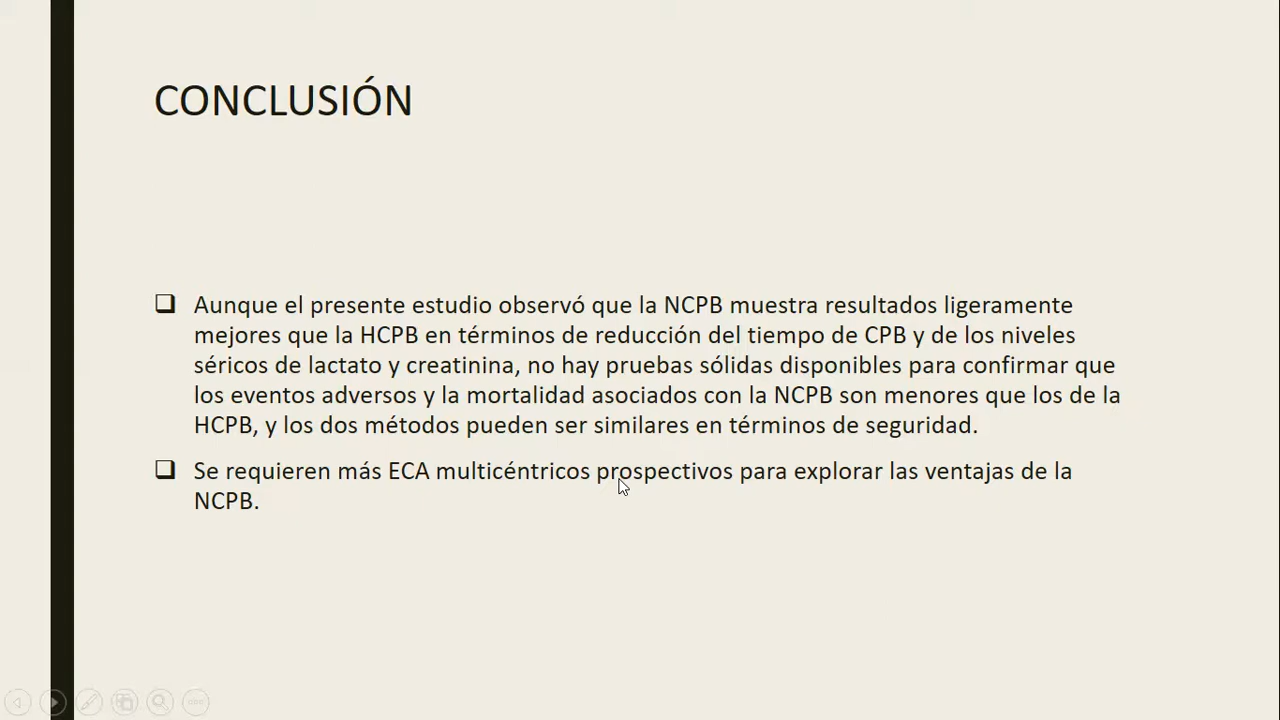 CONCLUSIÓN
Aunque el presente estudio observó que la NCPB muestra resultados ligeramente
mejores que la HCPB en términos de reducción del tiempo de CPB y de los niveles
séricos de lactato y creatinina, no hay pruebas sólidas disponibles para confirmar que
los eventos adversos y la mortalidad asociados con la NCPB son menores que los de la
HCPB, y los dos métodos pueden ser similares en términos de seguridad.
Se requieren más ECA multicéntricos prospectivos para explorar las ventajas de la
NCPB.